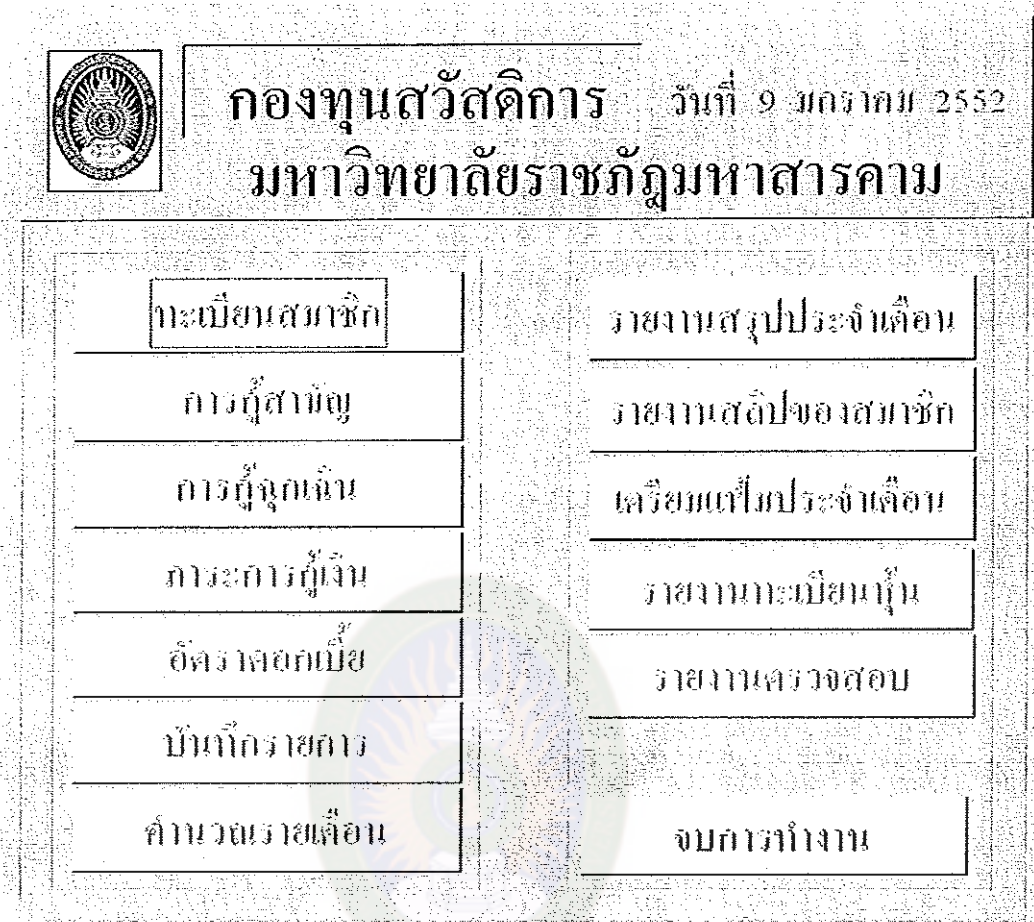 กองทุนสวัสดิการ วันที่ 9 มกราคม 2552
มหาวิทยาลัยราชภัฏมหาสารคาม
ทะเบียนสมาชิก
การกู้สามัญ
การกู้ฉุกเฉิน
ภาระการกู้เงิน
อัตราดอกเบี้ย
บันทึกรายการ
คำนวณรายเดือน
รายงานสรุปประจำเดือน
รายงานสลิปของสมาชิก
เตรียมแฟ้มประจำเดือน
รายงานทะเบียนหุ้น
รายงานตรวจสอบ
จบการทำงาน